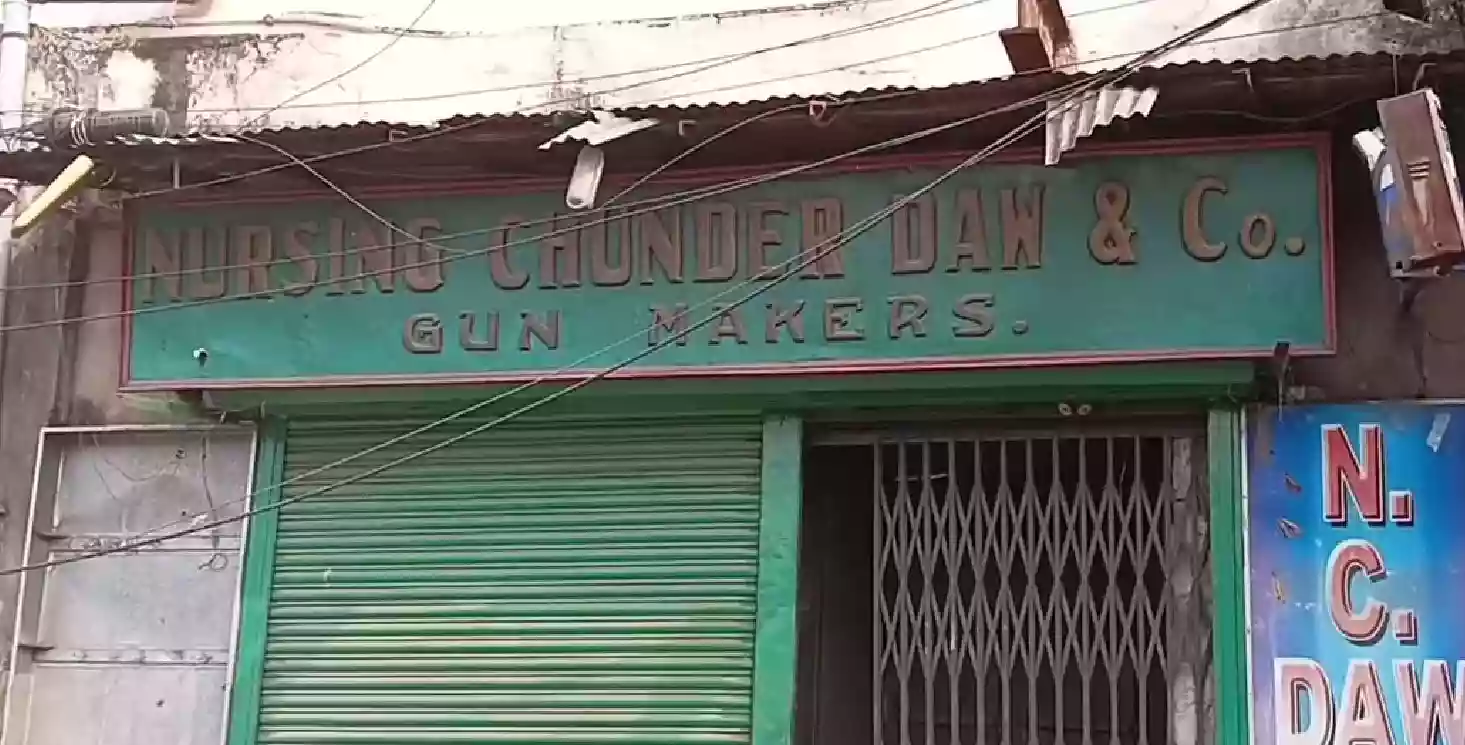 NURSING CHUNDER DAW & Co.
GUN MAKERS.
N.
C.
DAW